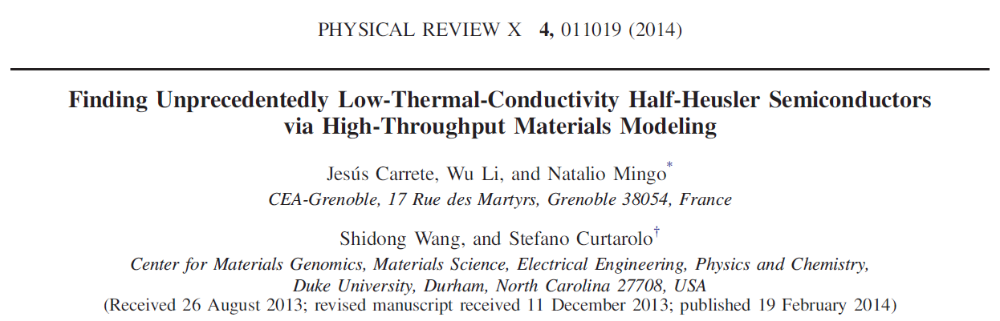 PHYSICAL REVIEW X 4, 011019 (2014)
Finding Unprecedentedly Low-Thermal-Conductivity Half-Heusler Semiconductors
via High-Throughput Materials Modeling
Jesús Carrete, Wu Li, and Natalio Mingo*
CEA-Grenoble, 17 Rue des Martyrs, Grenoble 38054, France
Shidong Wang, and Stefano Curtarolo†
Center for Materials Genomics, Materials Science, Electrical Engineering, Physics and Chemistry,
Duke University, Durham, North Carolina 27708, USA
(Received 26 August 2013; revised manuscript received 11 December 2013; published 19 February 2014)